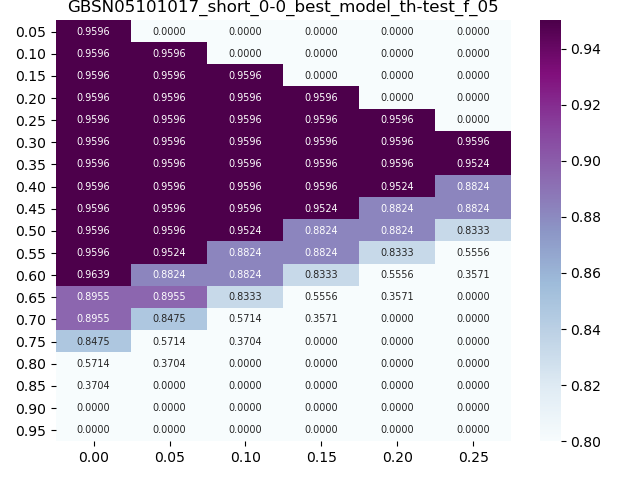 GBSN05101017_short_0-0_best_model_th-test_f_05
0.05 0.9596 0.0000 0.0000 0.0000 0.0000 0.0000
0.10 0.9596 0.9596 0.0000 0.0000 0.0000 0.0000
0.15 0.9596 0.9596 0.9596 0.0000 0.0000 0.0000
0.20 0.9596 0.9596 0.9596 0.9596 0.0000 0.0000
0.25 0.9596 0.9596 0.9596 0.9596 0.9596 0.0000
0.30 0.9596 0.9596 0.9596 0.9596 0.9596 0.9596
0.35 0.9596 0.9596 0.9596 0.9596 0.9596 0.9524
0.40 0.9596 0.9596 0.9596 0.9596 0.9524 0.8824
0.45 0.9596 0.9596 0.9596 0.9524 0.8824 0.8824
0.50 0.9596 0.9596 0.9524 0.8824 0.8824 0.8333
0.55 0.9596 0.9524 0.8824 0.8824 0.8333 0.5556
0.60 0.9639 0.8824 0.8824 0.8333 0.5556 0.3571
0.65 0.8955 0.8955 0.8333 0.5556 0.3571 0.0000
0.70 0.8955 0.8475 0.5714 0.3571 0.0000 0.0000
0.75 0.8475 0.5714 0.3704 0.0000 0.0000 0.0000
0.80 0.5714 0.3704 0.0000 0.0000 0.0000 0.0000
0.85 0.3704 0.0000 0.0000 0.0000 0.0000 0.0000
0.90 0.0000 0.0000 0.0000 0.0000 0.0000 0.0000
0.95 0.0000 0.0000 0.0000 0.0000 0.0000 0.0000
0.00 0.05 0.10 0.15 0.20 0.25
0.94
0.92
0.90
0.88
0.86
0.84
0.82
0.80